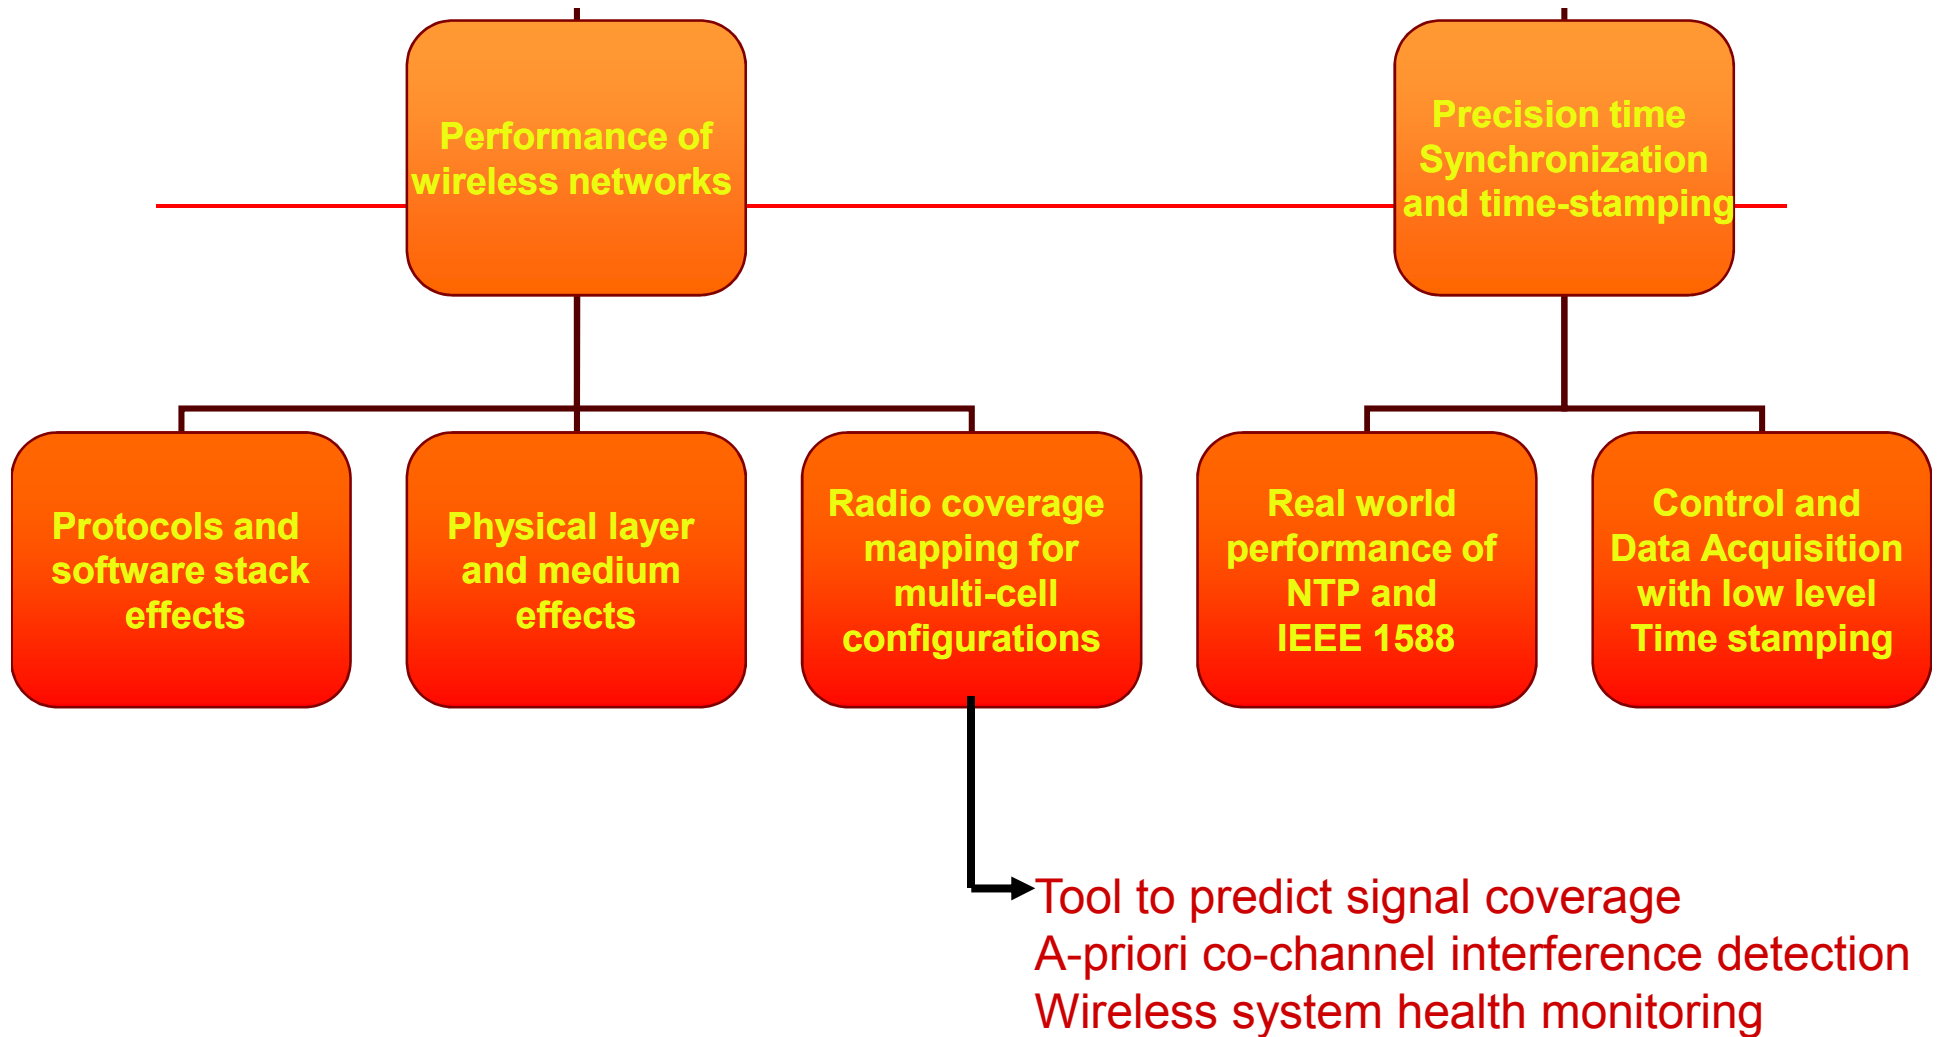 Performance of
wireless networks
Precision time
Synchronization
and time-stamping
Protocols and
software stack
effects
Physical layer
and medium
effects
Radio coverage
mapping for
multi-cell
configurations
Real world
performance of
NTP and
IEEE 1588
Control and
Data Acquisition
with low level
Time stamping
Tool to predict signal coverage
A-priori co-channel interference detection
Wireless system health monitoring